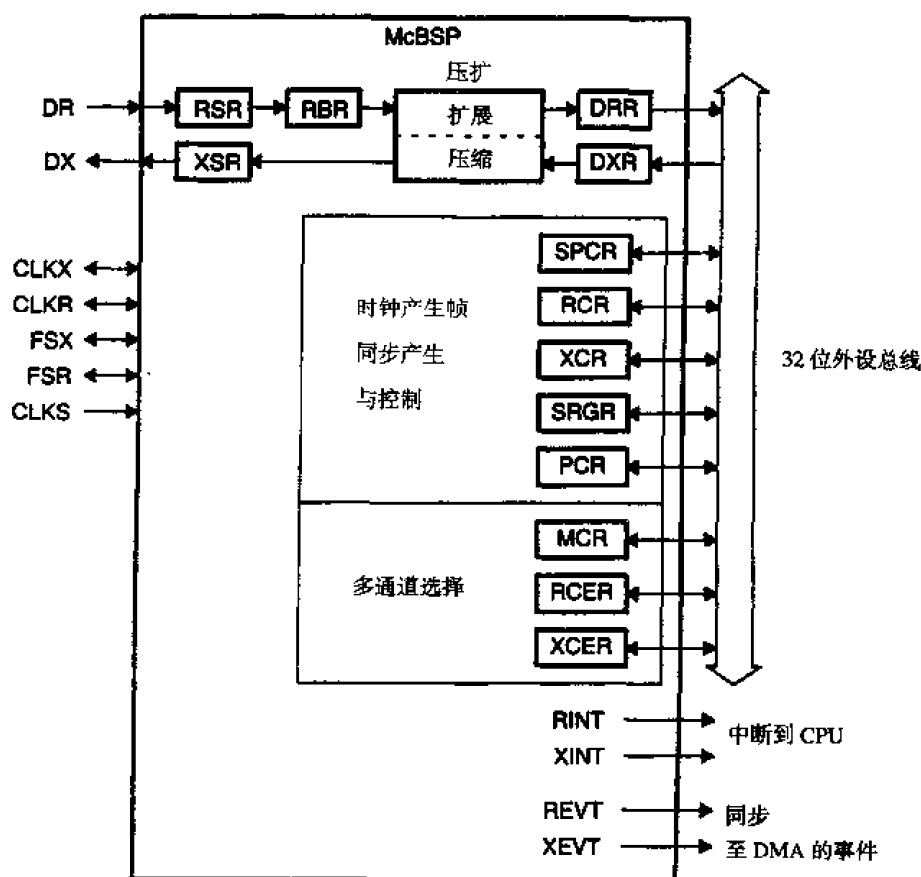 McBSP
压扩
DR
RSR
RBR
扩展
DRR
DX
XSR
压缩
DXR
CLKX
CLKR
FSX
FSR
CLKS
时钟产生帧
同步产生
与控制
SPCR
RCR
XCR
SRGR
PCR
32 位外设总线
多通道选择
MCR
RCER
XCER
RINT
XINT
中断到 CPU
REVT
XEVT
同步
至 DMA 的事件